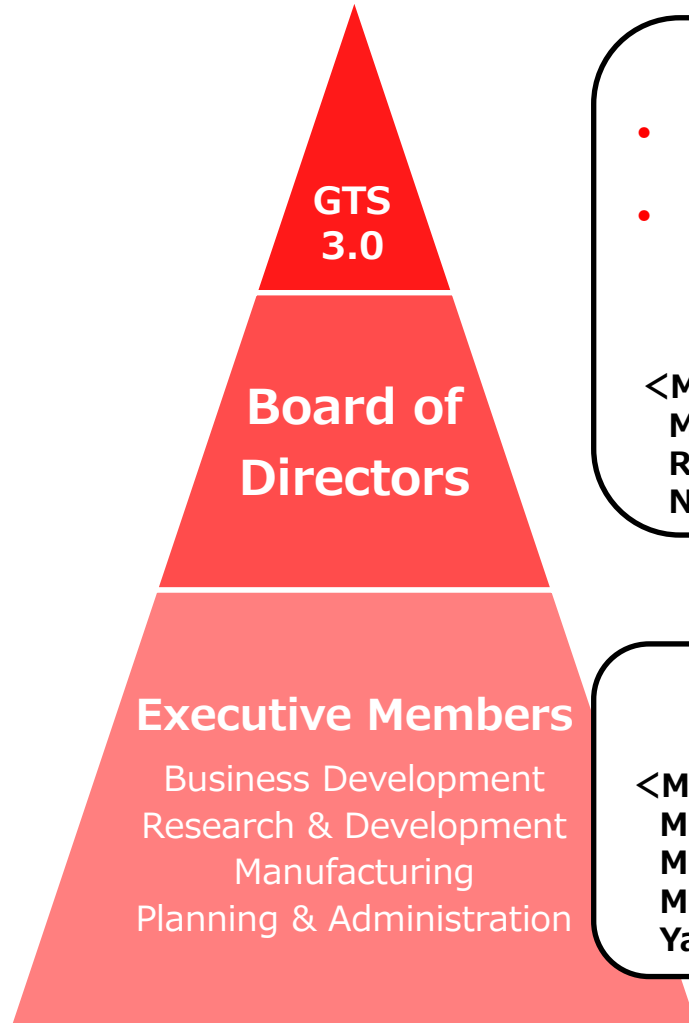 GTS
3.0
Board of
Directors
Executive Members
Business Development
Research & Development
Manufacturing
Planning & Administration